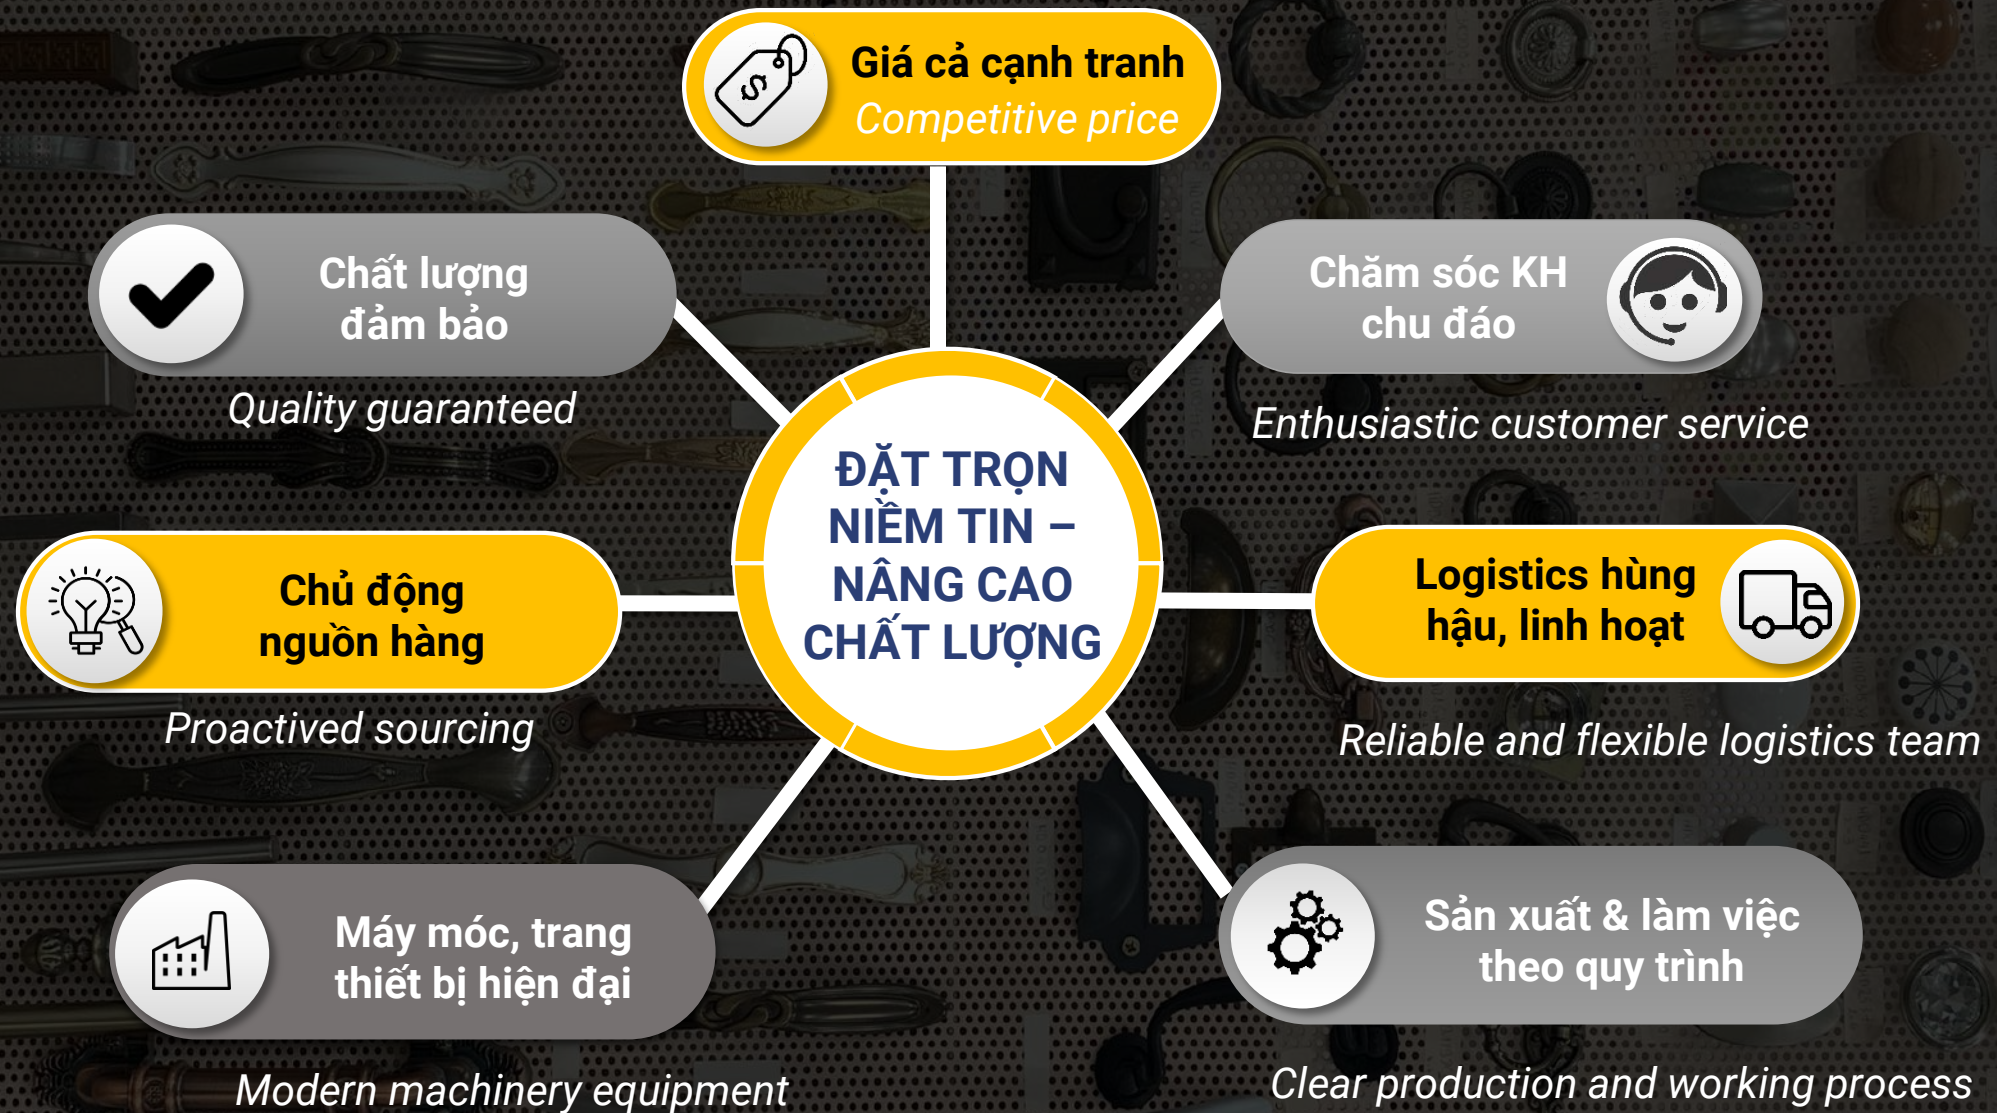 Giá cả cạnh tranh
Competitive price
Chất lượng
đảm bảo
Quality guaranteed
Chăm sóc KH
chu đáo
Enthusiastic customer service
ĐẶT TRỌN
NIỀM TIN –
NÂNG CAO
CHẤT LƯỢNG
Chủ động
nguồn hàng
Proactived sourcing
Logistics hùng
hậu, linh hoạt
Reliable and flexible logistics team
Máy móc, trang
thiết bị hiện đại
Modern machinery equipment
Sản xuất & làm việc
theo quy trình
Clear production and working process